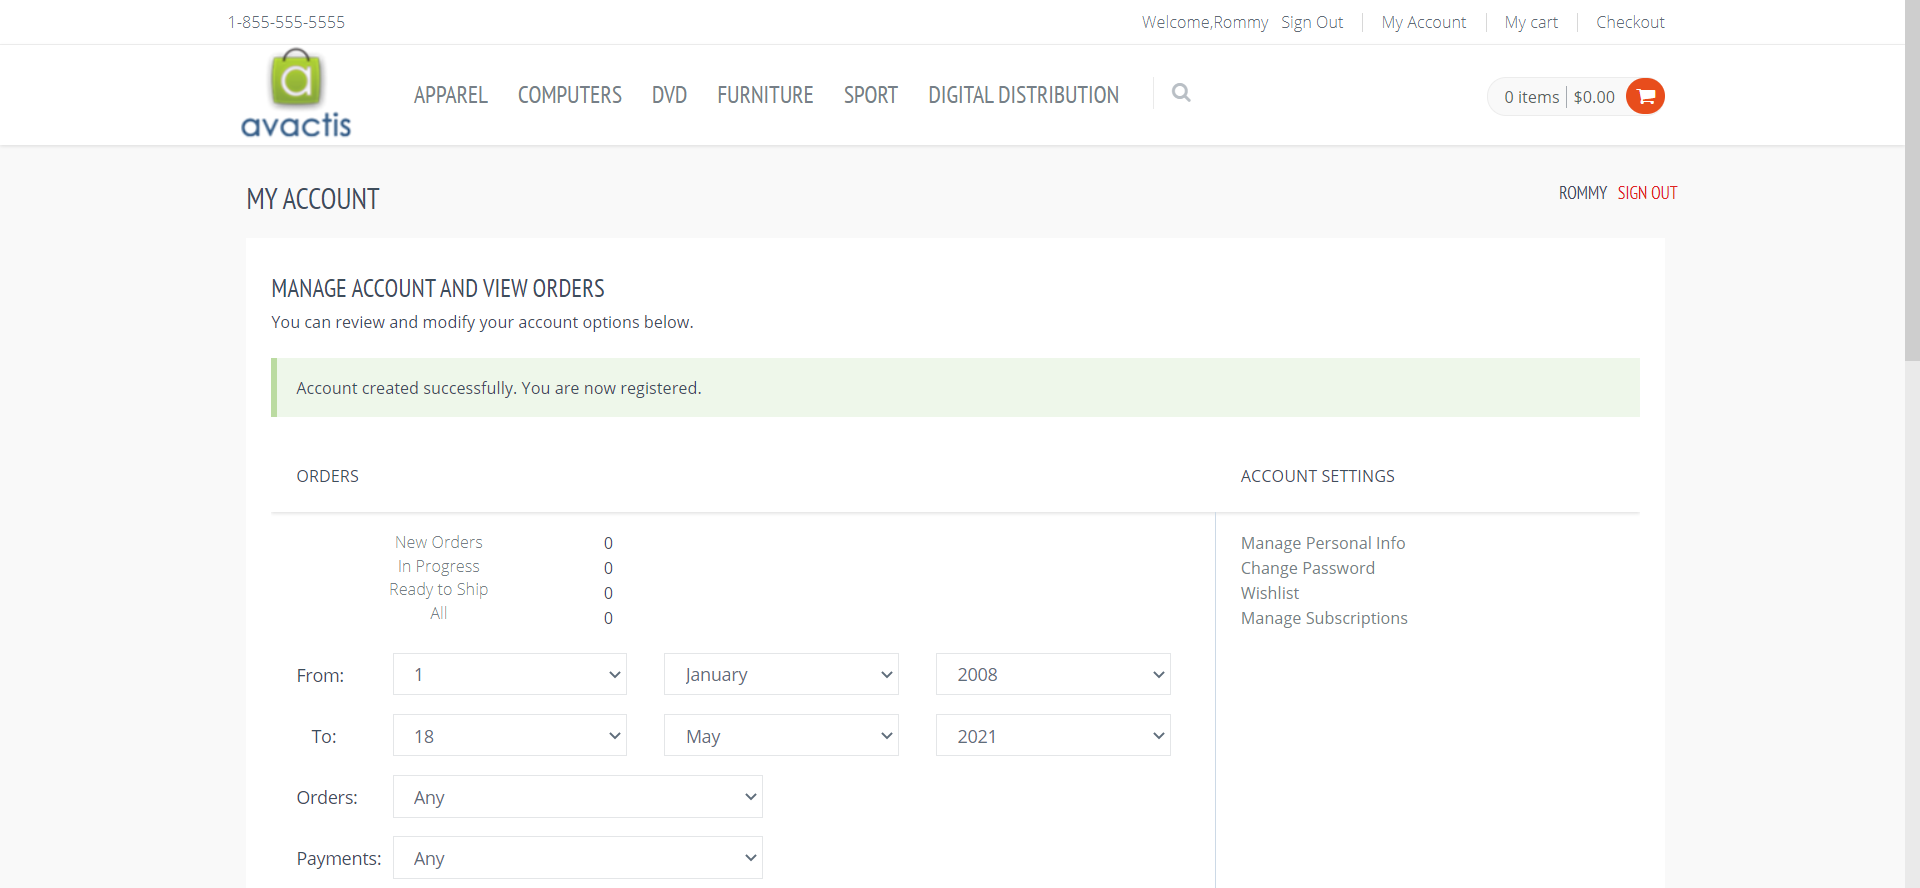 1-855-555-5555
Welcome,Rommy Sign Out My Account My cart Checkout
a
avactis
APPAREL COMPUTERS DVD FURNITURE SPORT DIGITAL DISTRIBUTION
0 items $0.00
MY ACCOUNT
ROMMY SIGN OUT
MANAGE ACCOUNT AND VIEW ORDERS
You can review and modify your account options below.
Account created successfully. You are now registered.
ORDERS
ACCOUNT SETTINGS
New Orders 0
In Progress 0
Ready to Ship 0
All 0
Manage Personal Info
Change Password
Wishlist
Manage Subscriptions
From: 1 January 2008
To: 18 May 2021
Orders: Any
Payments: Any